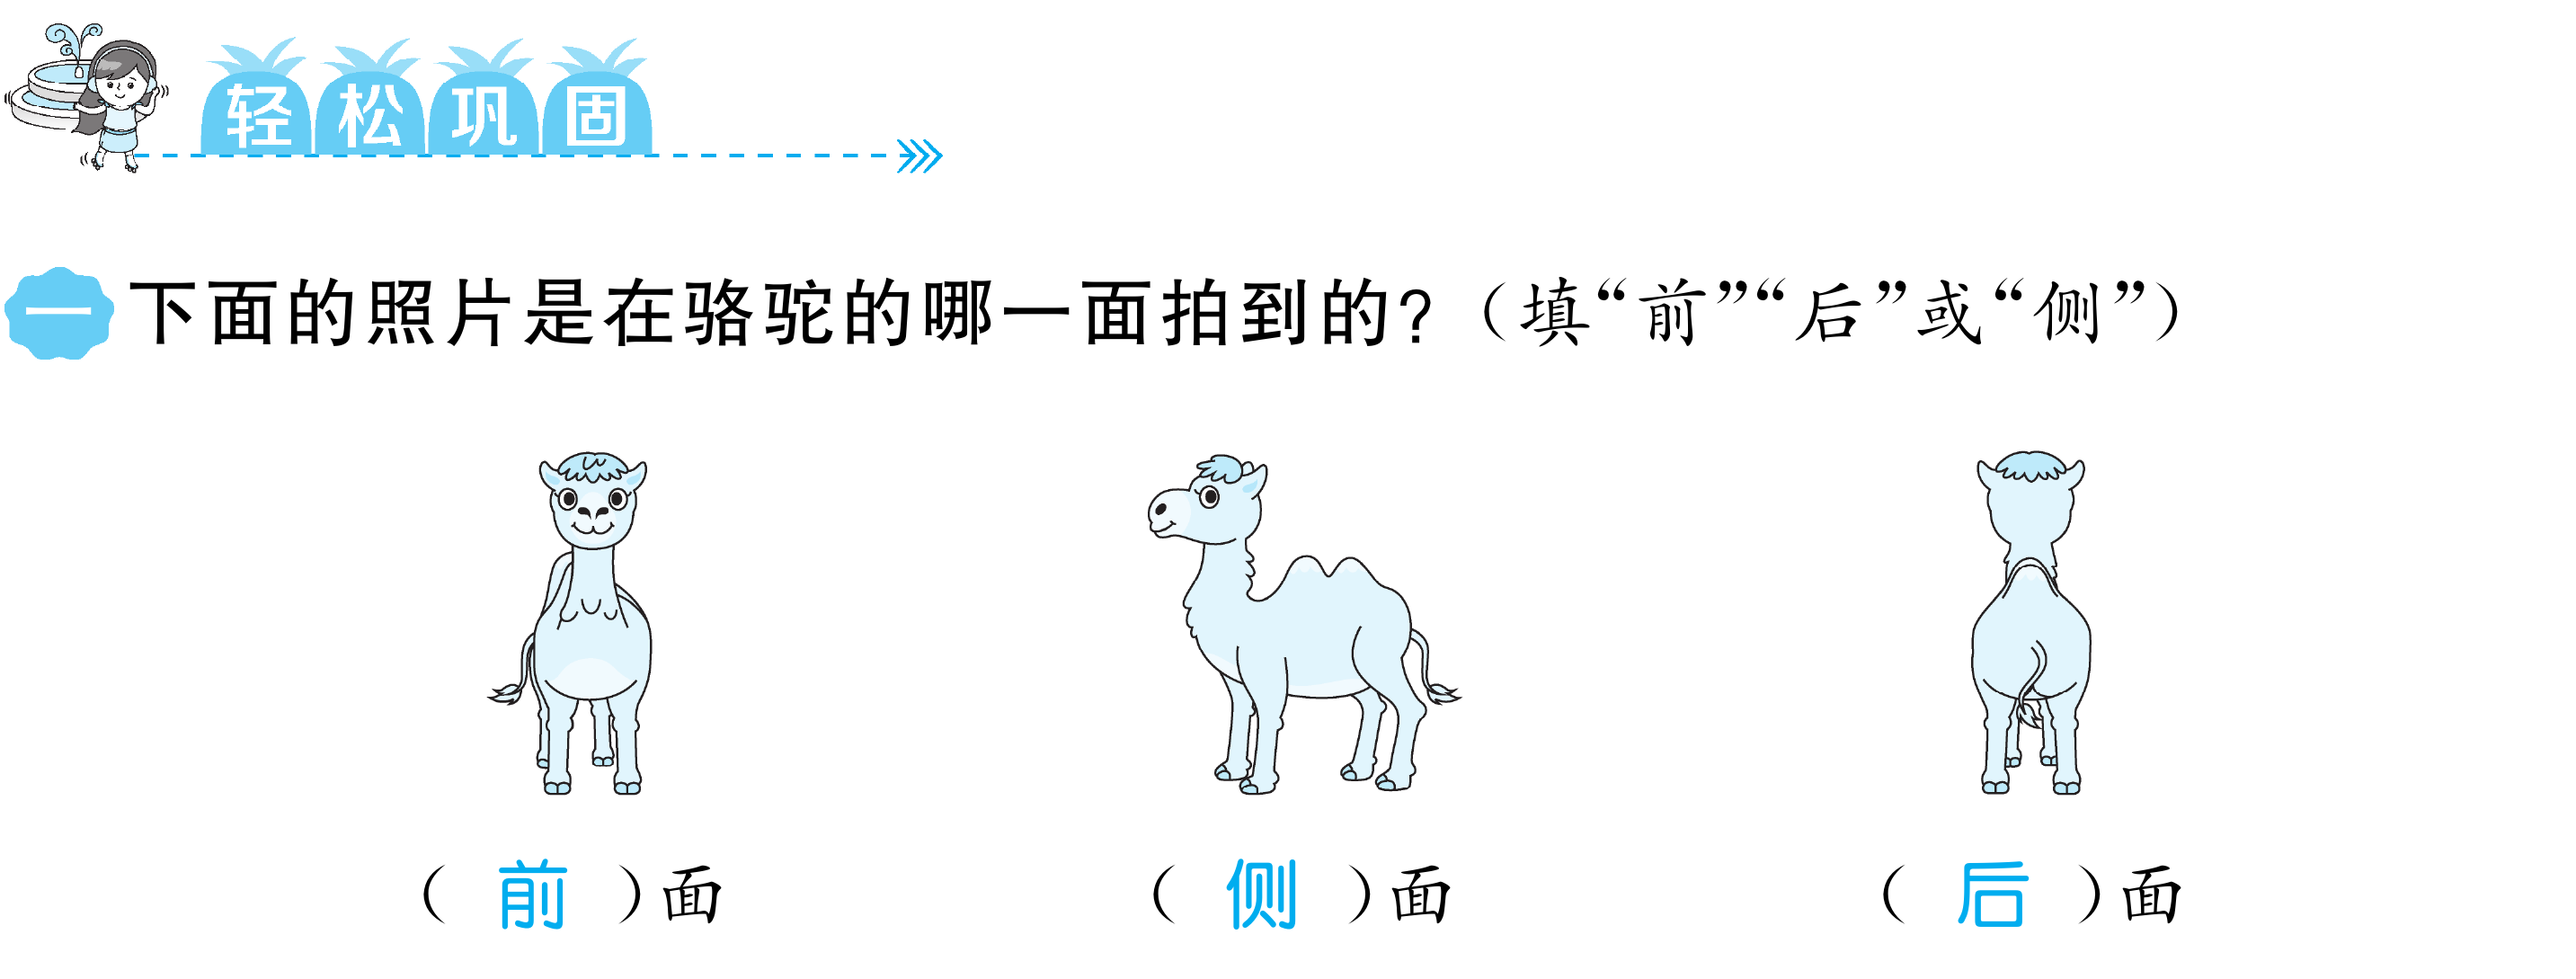 轻松巩固
一 下面的照片是在骆驼的哪一面拍到的？（填“前”“后”或“侧”）
（ 前 ）面 （ 侧 ）面 （ 后 ）面